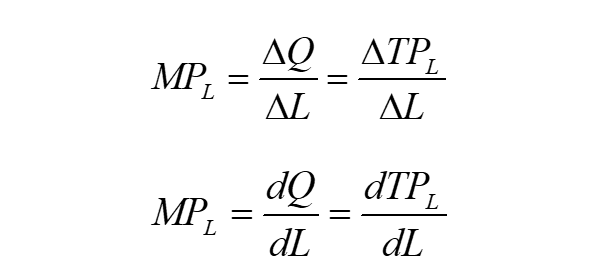 MP_L = ΔQ/ΔL = ΔTP_L/ΔL
MP_L = dQ/dL = dTP_L/dL